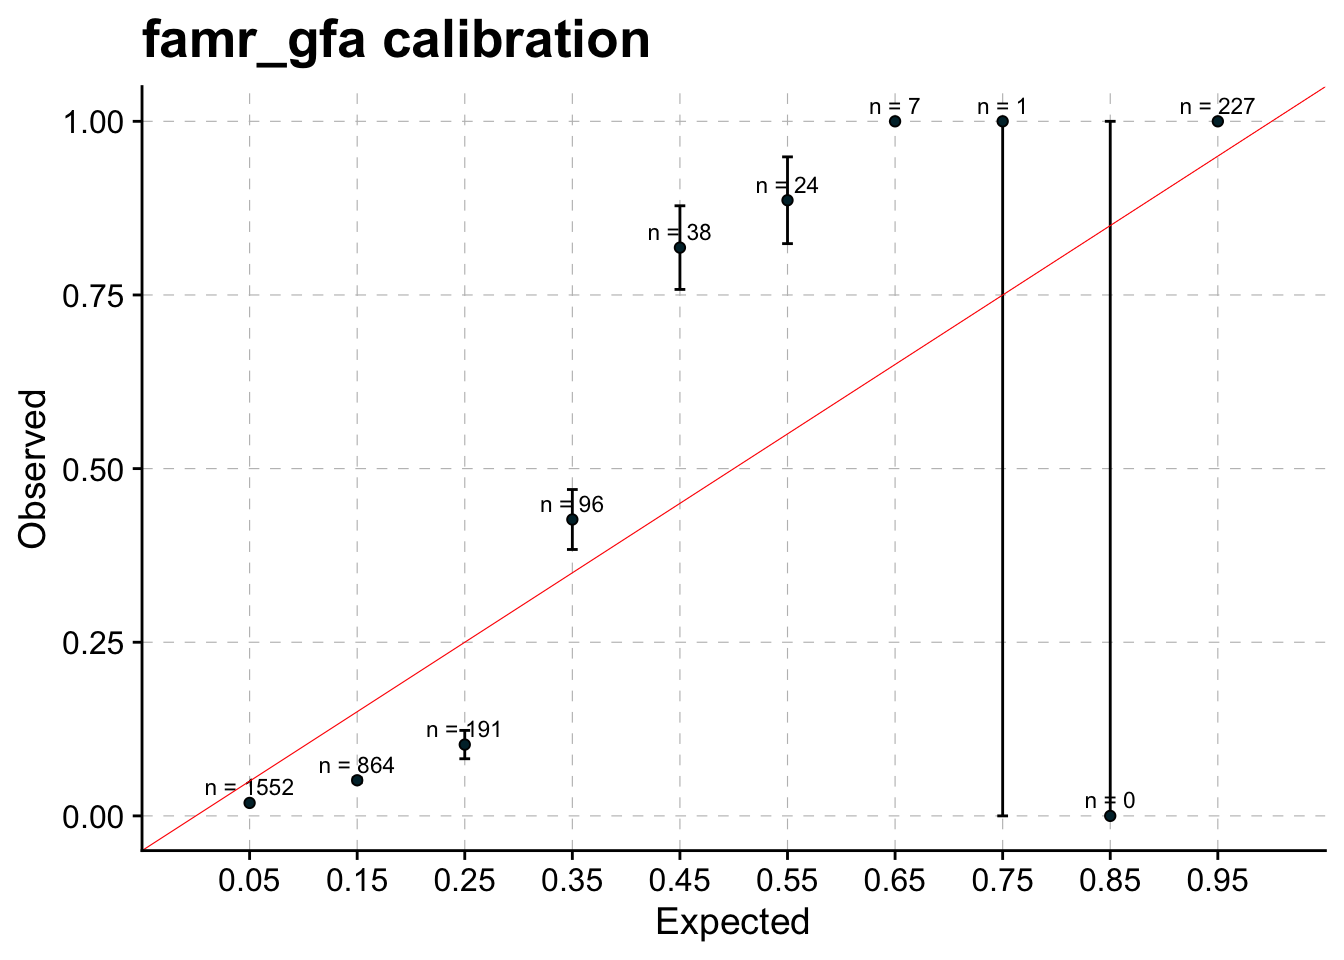 famr_gfa calibration
Observed
1.00
0.75
0.50
0.25
0.00
n = 1552
n = 864
n = 191
n = 96
n = 38
n = 24
n = 7
n = 1
n = 0
n = 227
0.05 0.15 0.25 0.35 0.45 0.55 0.65 0.75 0.85 0.95
Expected